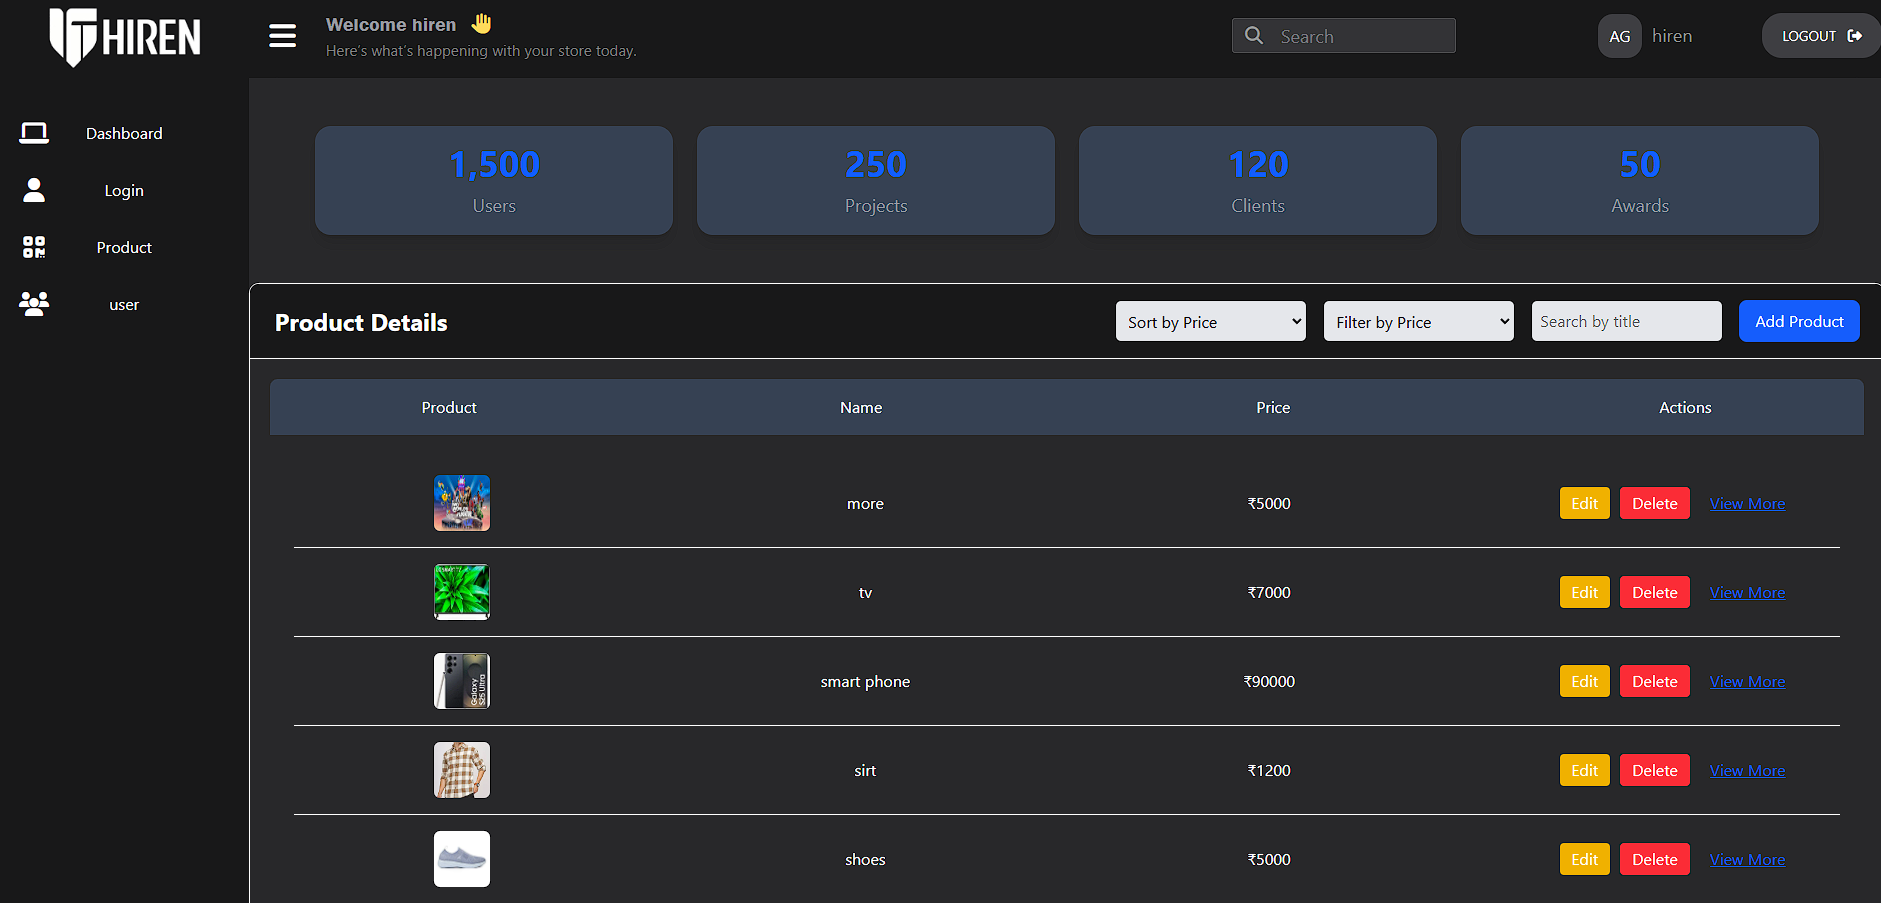 HIREN
Welcome hiren 👋
Here's what's happening with your store today.
Search
AG
hiren
LOGOUT
Dashboard
Login
Product
user
1,500
Users
250
Projects
120
Clients
50
Awards
Product Details
Sort by Price
Filter by Price
Search by title
Add Product
Product Name Price Actions
more ₹5000 Edit Delete View More
tv ₹7000 Edit Delete View More
Galaxy
S25 Ultra
smart phone ₹90000 Edit Delete View More
sirt ₹1200 Edit Delete View More
shoes ₹5000 Edit Delete View More